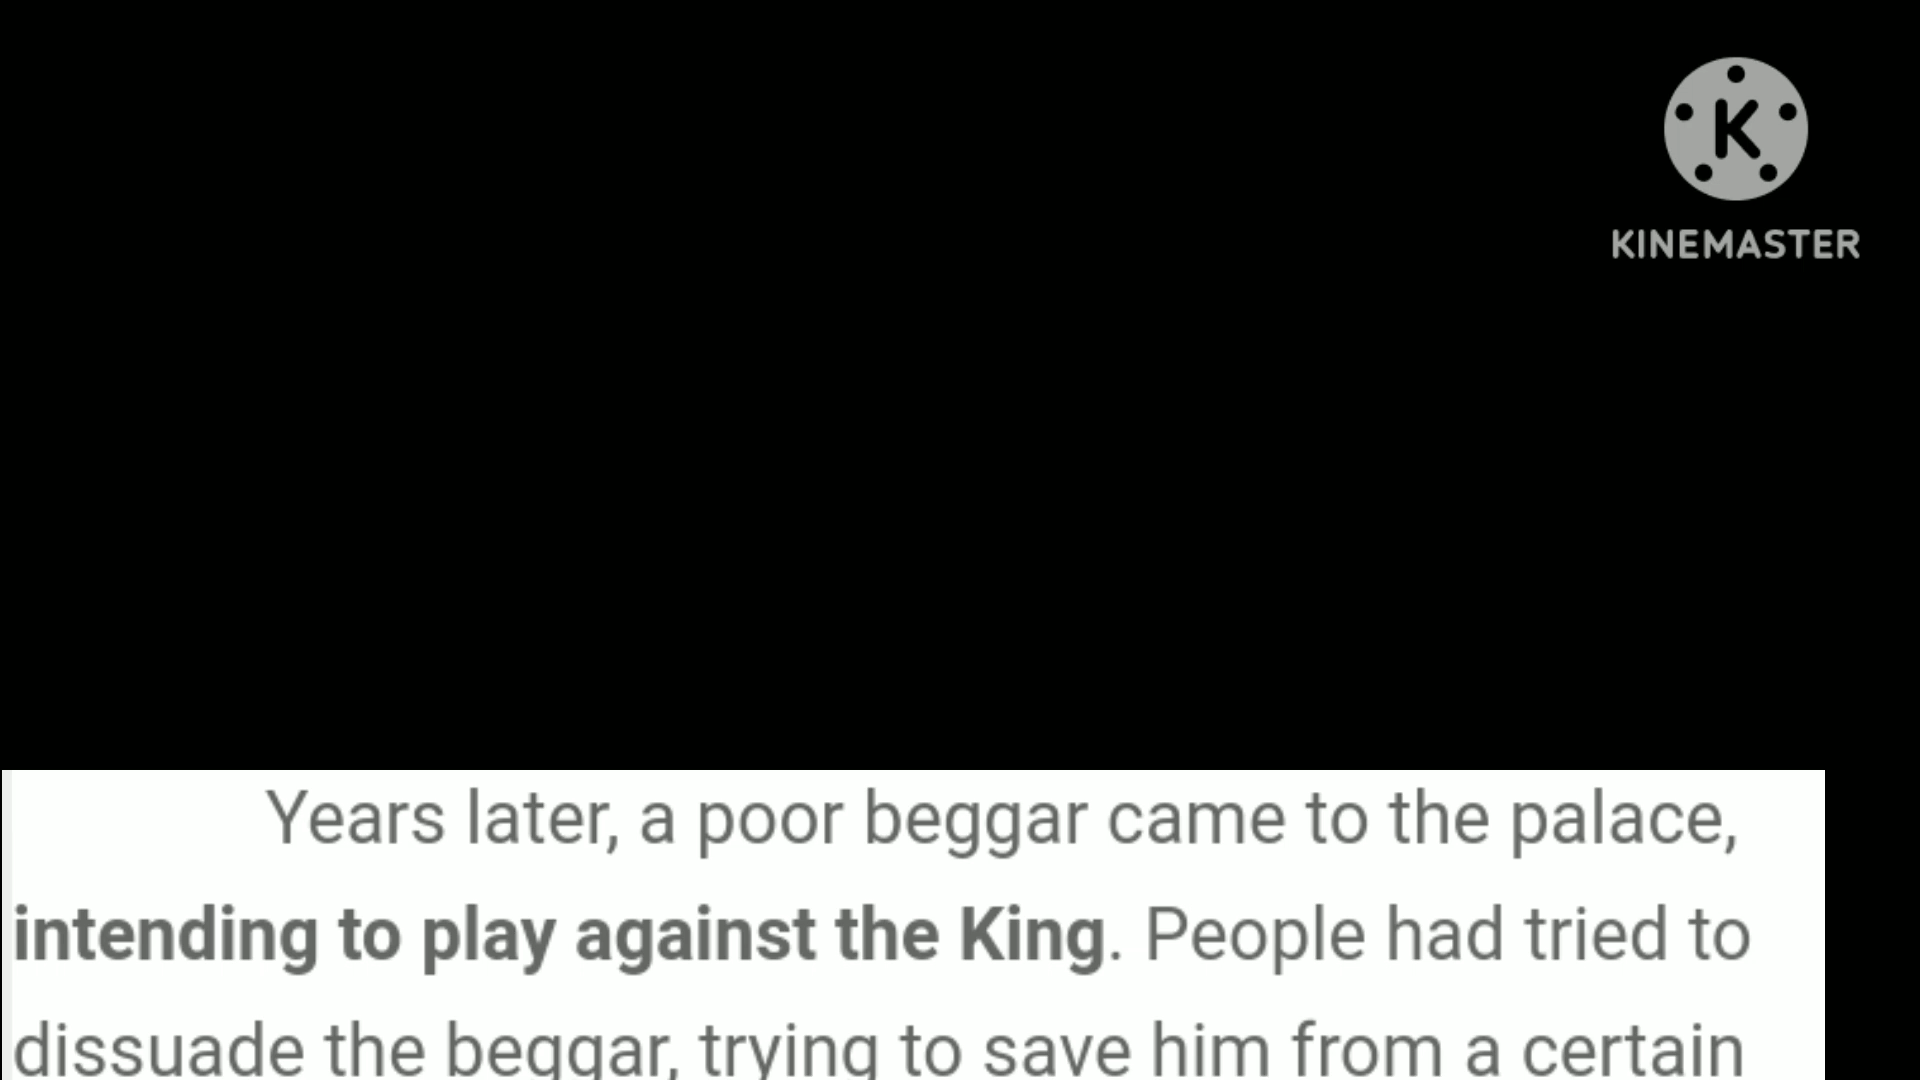 K
KINEMASTER
Years later, a poor beggar came to the palace,
intending to play against the King. People had tried to
dissuade the beggar, trying to save him from a certain